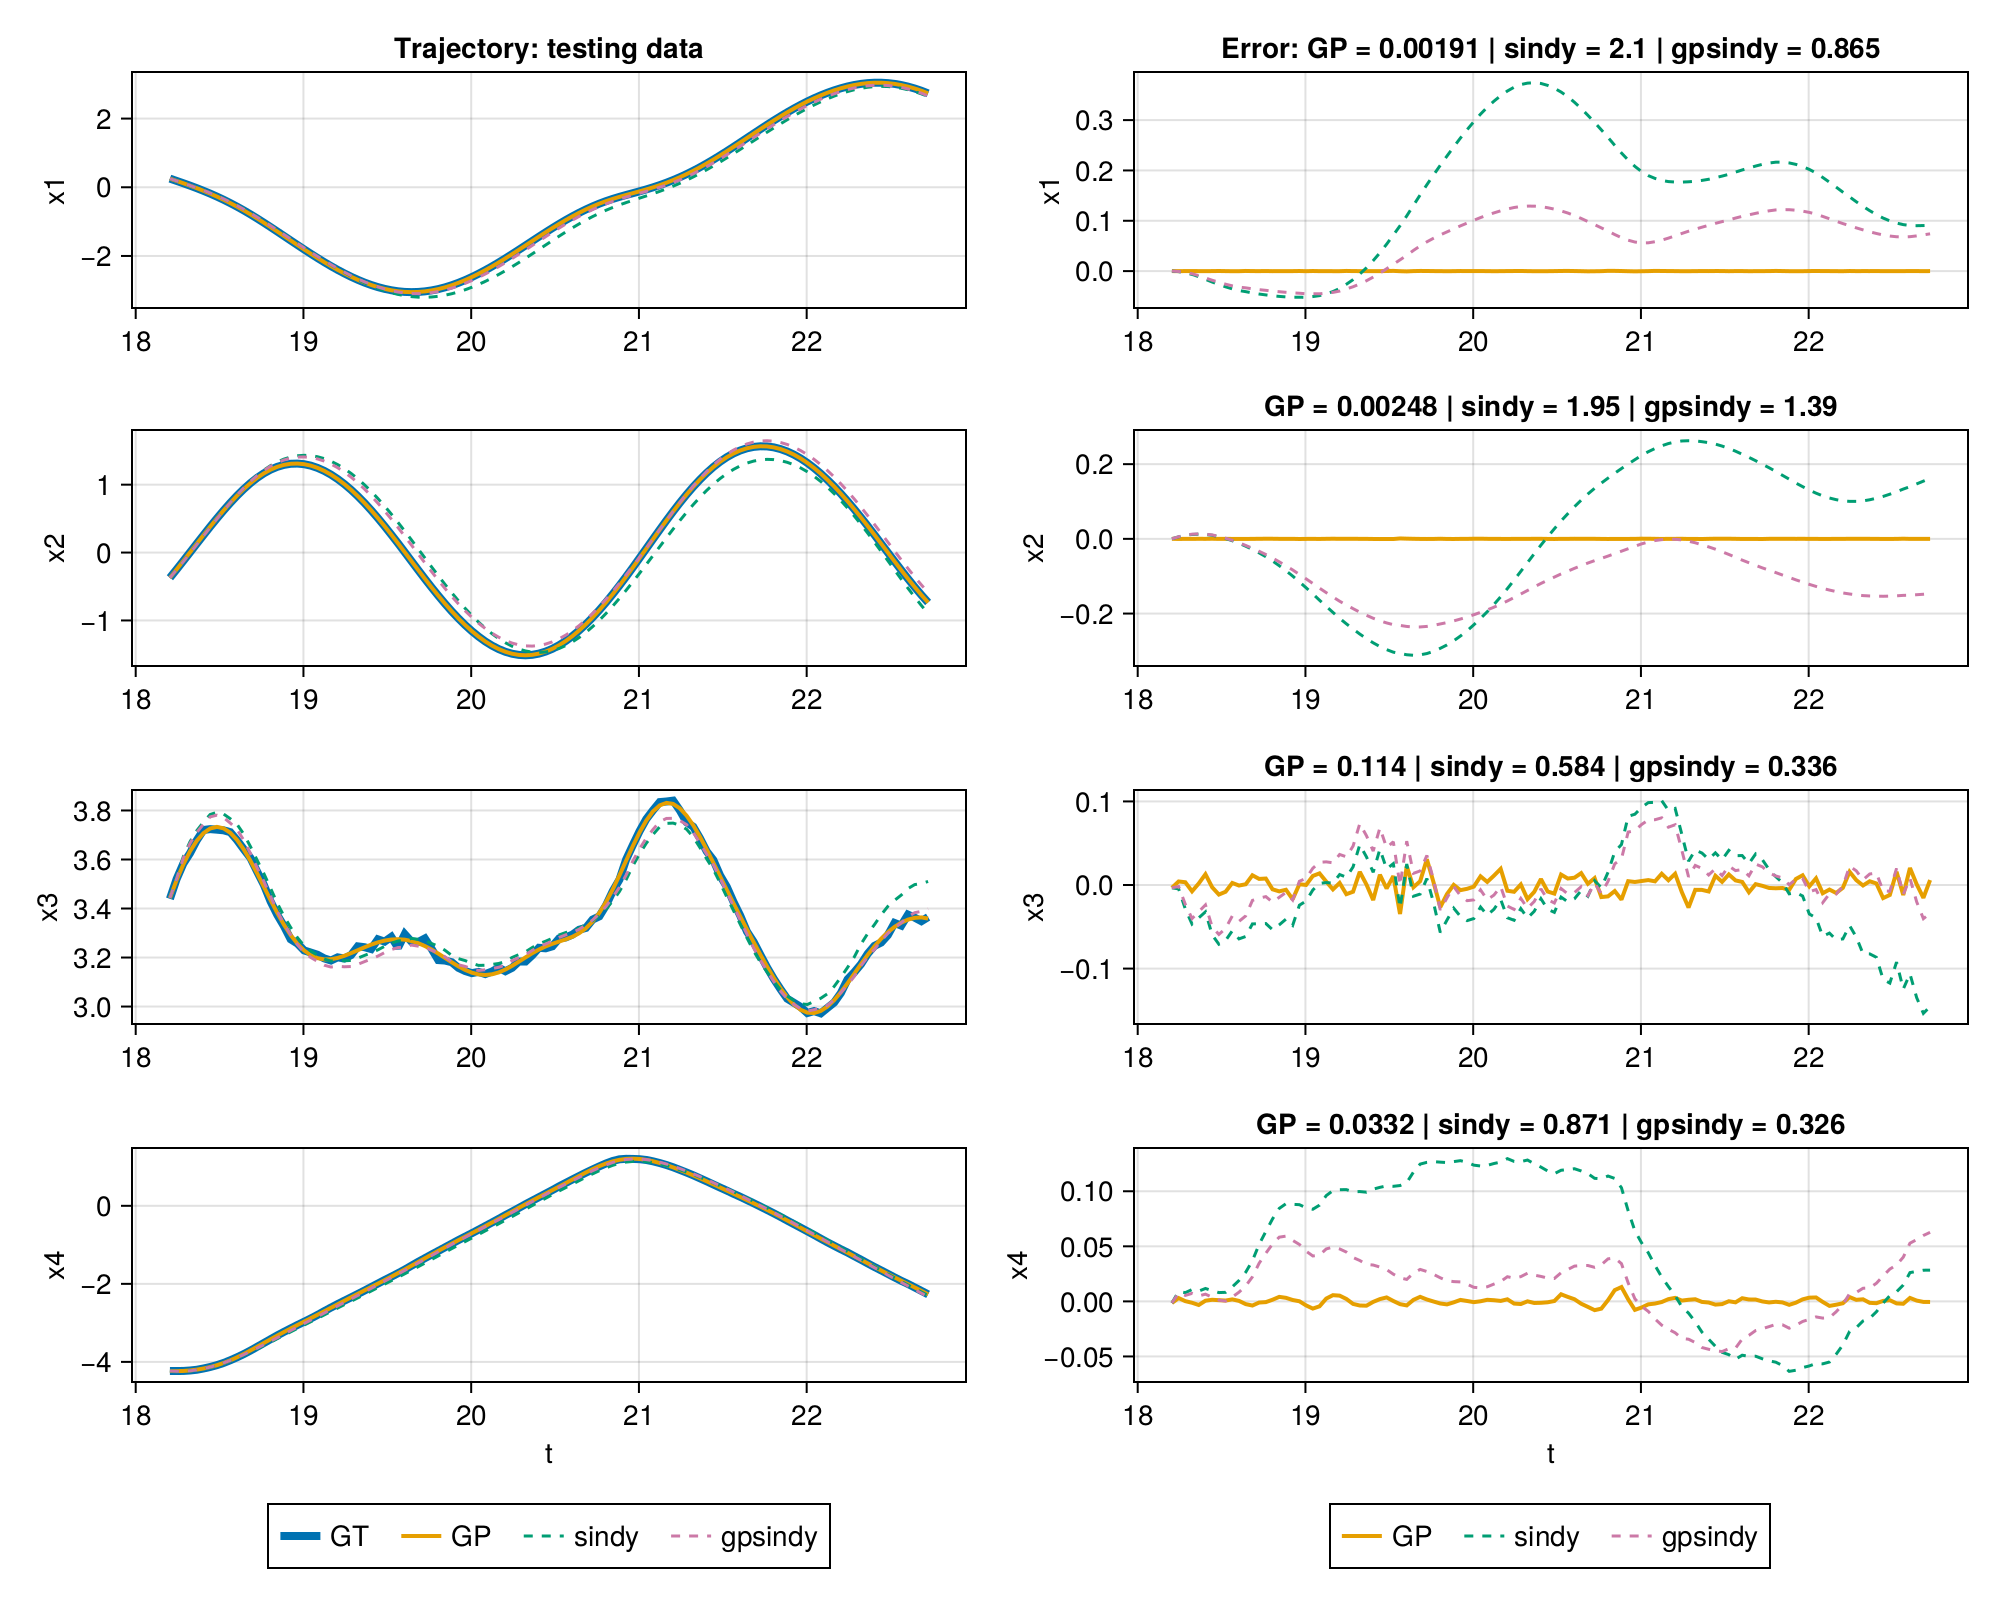 Trajectory: testing data
x1
2
0
−2
18 19 20 21 22
Error: GP = 0.00191 | sindy = 2.1 | gpsindy = 0.865
x1
0.3
0.2
0.1
0.0
18 19 20 21 22
x2
1
0
−1
18 19 20 21 22
GP = 0.00248 | sindy = 1.95 | gpsindy = 1.39
x2
0.2
0.0
−0.2
18 19 20 21 22
x3
3.8
3.6
3.4
3.2
3.0
18 19 20 21 22
GP = 0.114 | sindy = 0.584 | gpsindy = 0.336
x3
0.1
0.0
−0.1
18 19 20 21 22
x4
0
−2
−4
18 19 20 21 22
t
GP = 0.0332 | sindy = 0.871 | gpsindy = 0.326
x4
0.10
0.05
0.00
−0.05
18 19 20 21 22
t
GT GP sindy gpsindy
GP sindy gpsindy